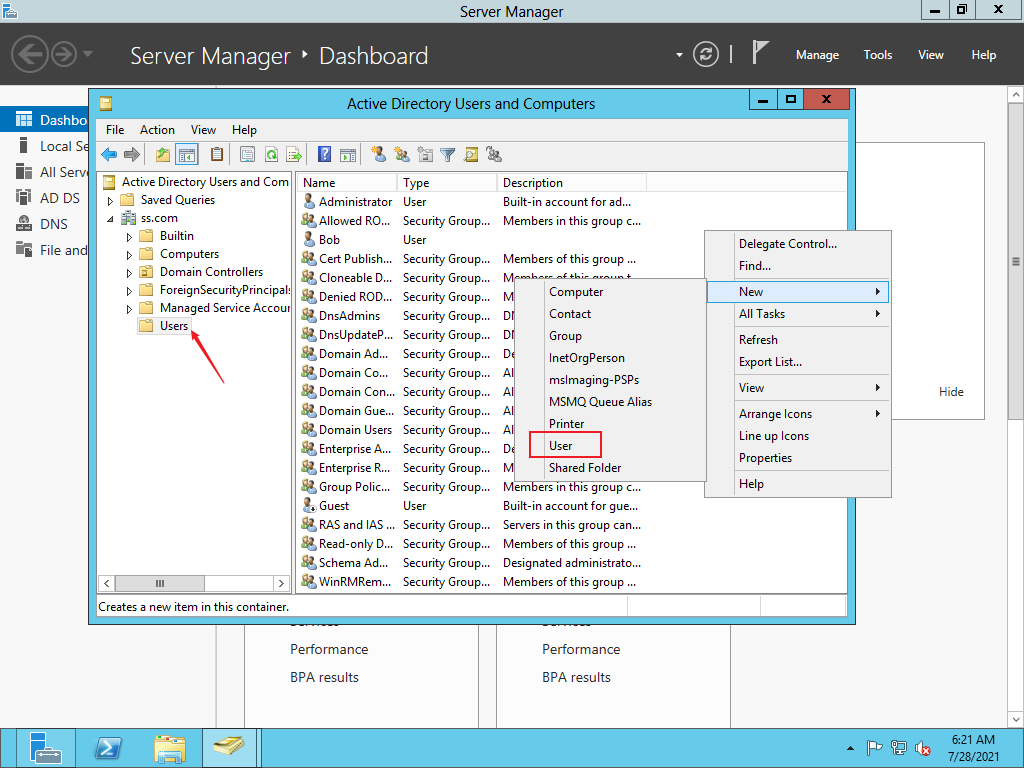 Server Manager
Server Manager ‣ Dashboard
Manage Tools View Help
Dashbo
Local Se
All Serve
AD DS
DNS
File and
Active Directory Users and Computers
File Action View Help
Active Directory Users and Com
Saved Queries
ss.com
Builtin
Computers
Domain Controllers
ForeignSecurityPrincipals
Managed Service Accour
Users
Name Type Description
Administrator User Built-in account for ad...
Allowed RO... Security Group... Members in this group c...
Bob User
Cert Publish... Security Group... Members of this group ...
Cloneable D... Security Group... Members of this group t...
Denied ROD... Security Group... M
DnsAdmins Security Group... DN
DnsUpdateP... Security Group... DN
Domain Ad... Security Group... De
Domain Co... Security Group... Al
Domain Con... Security Group... Al
Domain Gue... Security Group... Al
Domain Users Security Group... Al
Enterprise A... Security Group... De
Enterprise R... Security Group... M
Group Polic... Security Group... Members in this group c...
Guest User Built-in account for gue...
RAS and IAS ... Security Group... Servers in this group can...
Read-only D... Security Group... Members of this group ...
Schema Ad... Security Group... Designated administrato...
WinRMRem... Security Group... Members of this group ...
Computer
Contact
Group
InetOrgPerson
msImaging-PSPs
MSMQ Queue Alias
Printer
User
Shared Folder
Delegate Control...
Find...
New
All Tasks
Refresh
Export List...
View
Arrange Icons
Line up Icons
Properties
Help
Hide
Creates a new item in this container.
Performance
BPA results
Performance
BPA results
6:21 AM
7/28/2021